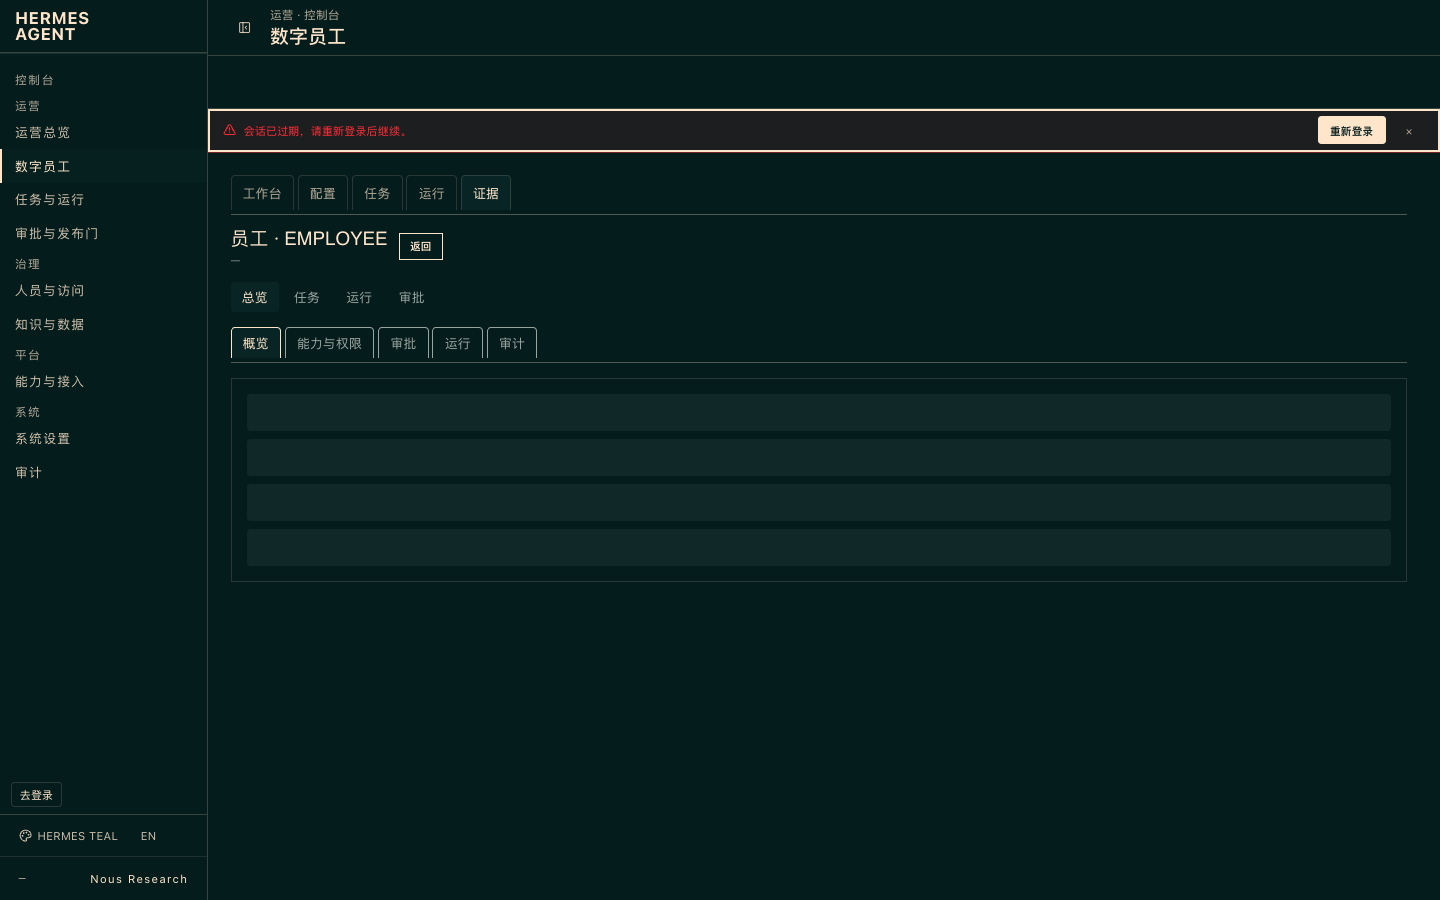 HERMES
AGENT
控制台
运营
运营总览
数字员工
任务与运行
审批与发布门
治理
人员与访问
知识与数据
平台
能力与接入
系统
系统设置
审计
去登录
HERMES TEAL EN
— Nous Research
运营 · 控制台
数字员工
会话已过期，请重新登录后继续。 重新登录 ×
工作台 配置 任务 运行 证据
员工 · EMPLOYEE 返回
—
总览 任务 运行 审批
概览 能力与权限 审批 运行 审计